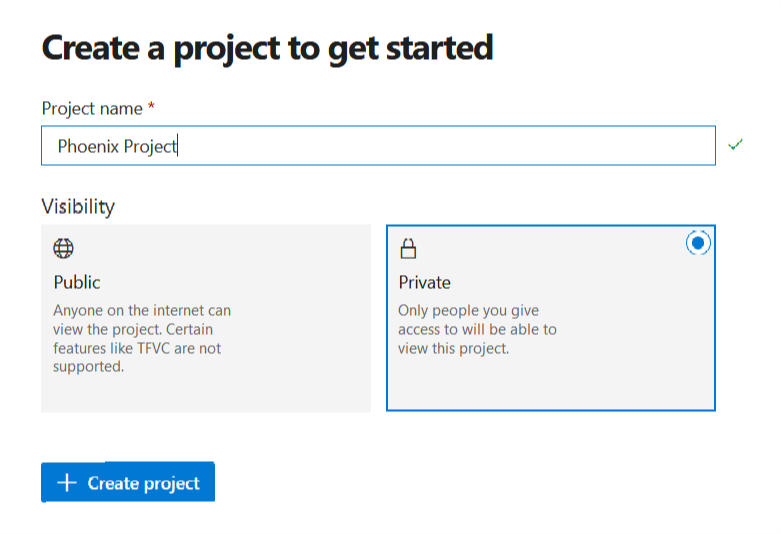 Create a project to get started
Project name *
Phoenix Project
Visibility
Public
Anyone on the internet can
view the project. Certain
features like TFVC are not
supported.
Private
Only people you give
access to will be able to
view this project.
Create project